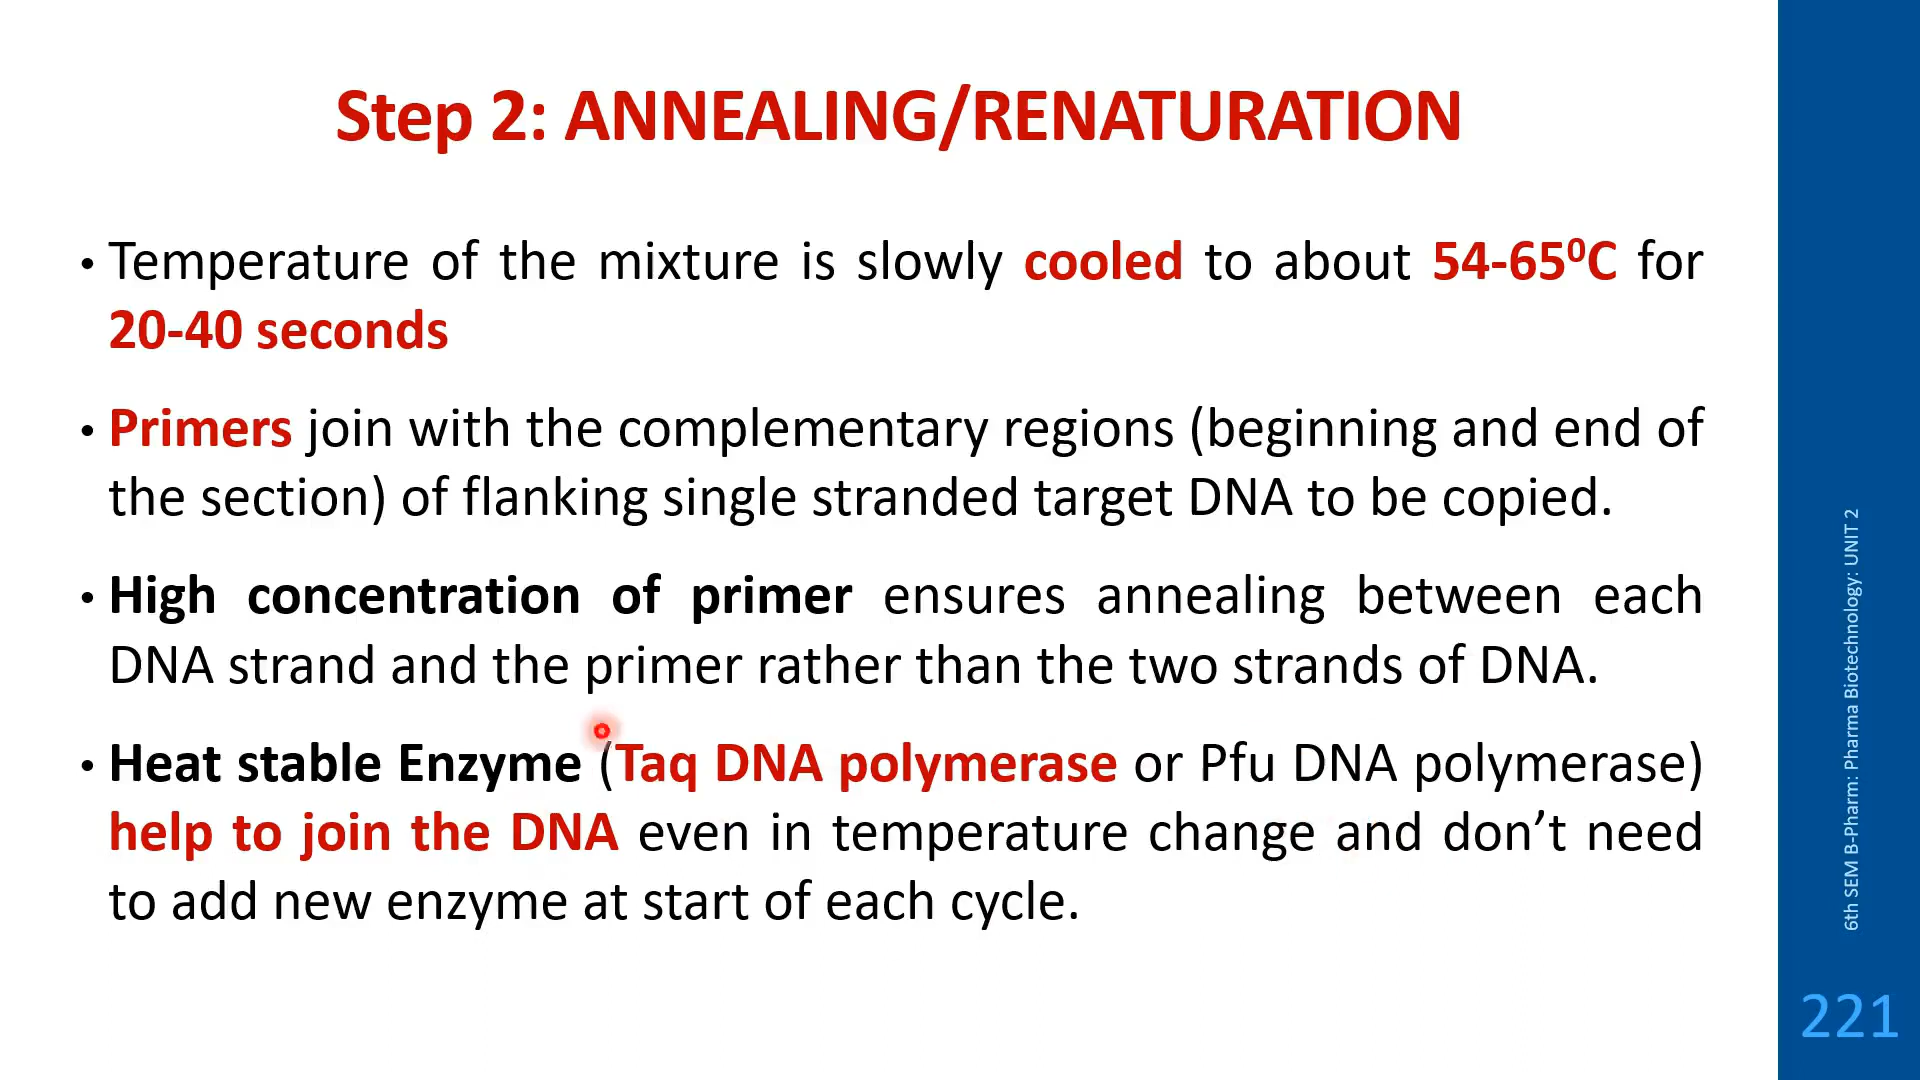 Step 2: ANNEALING/RENATURATION
• Temperature of the mixture is slowly cooled to about 54-65⁰C for
20-40 seconds
• Primers join with the complementary regions (beginning and end of
the section) of flanking single stranded target DNA to be copied.
• High concentration of primer ensures annealing between each
DNA strand and the primer rather than the two strands of DNA.
• Heat stable Enzyme (Taq DNA polymerase or Pfu DNA polymerase)
help to join the DNA even in temperature change and don’t need
to add new enzyme at start of each cycle.
6th SEM B-Pharm: Pharma Biotechnology: UNIT 2
221